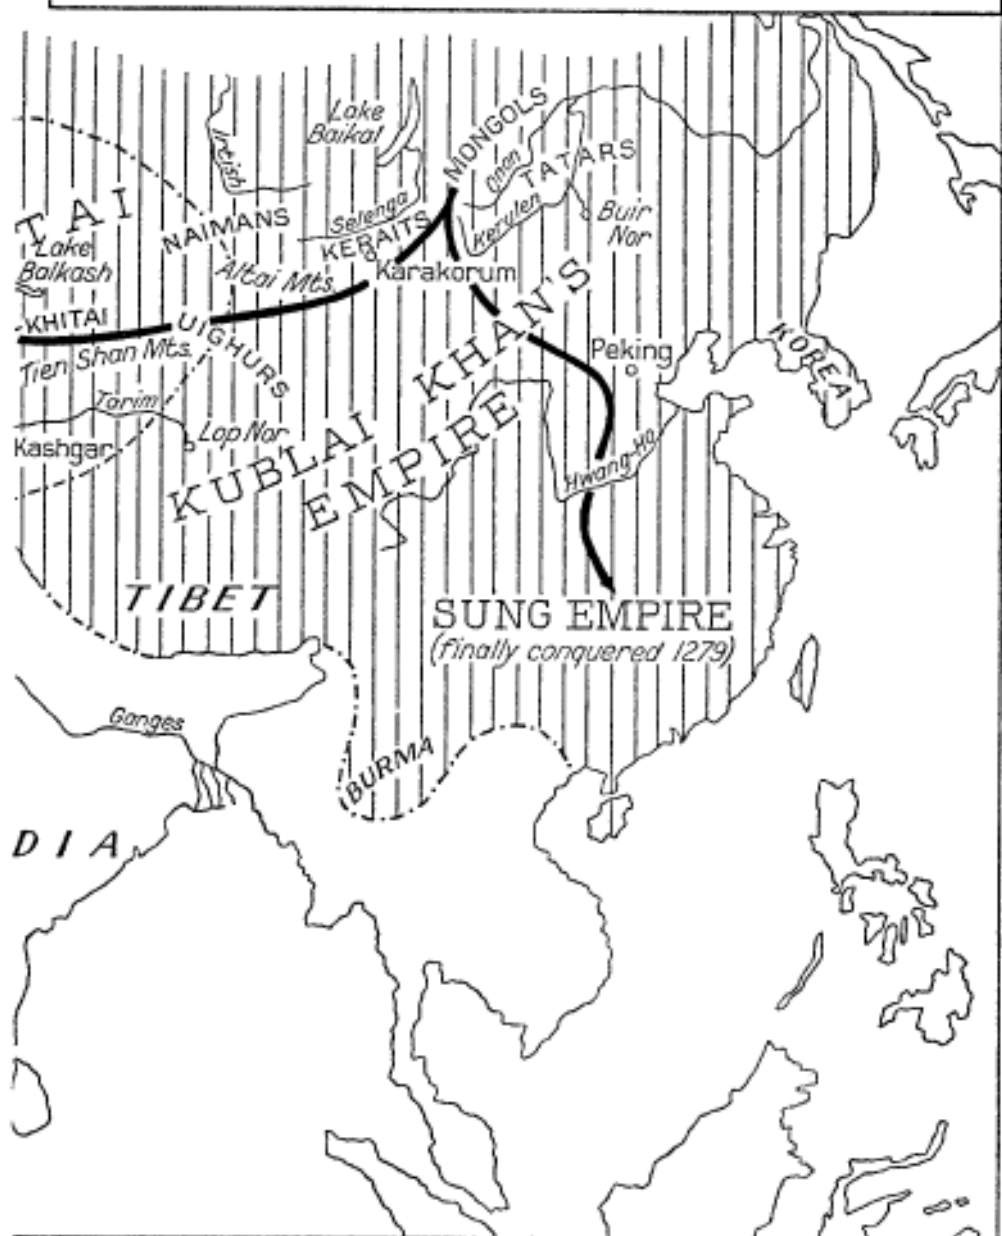 Lake
Baikal
MONGOLS
Irtish
Onon
TATARS
TAI
NAIMANS
Selenga
KERAITS
Kerulen
Buir
Nor
Lake
Balkash
Altai Mts.
Karakorum
KHITAI
UIGHURS
Tien Shan Mts.
Peking
KOREA
Tarim
Kashgar
Lop Nor
KUBLAI KHAN'S
EMPIRE
Hwang-Ho
TIBET
SUNG EMPIRE
(finally conquered 1279)
Ganges
BURMA
DIA